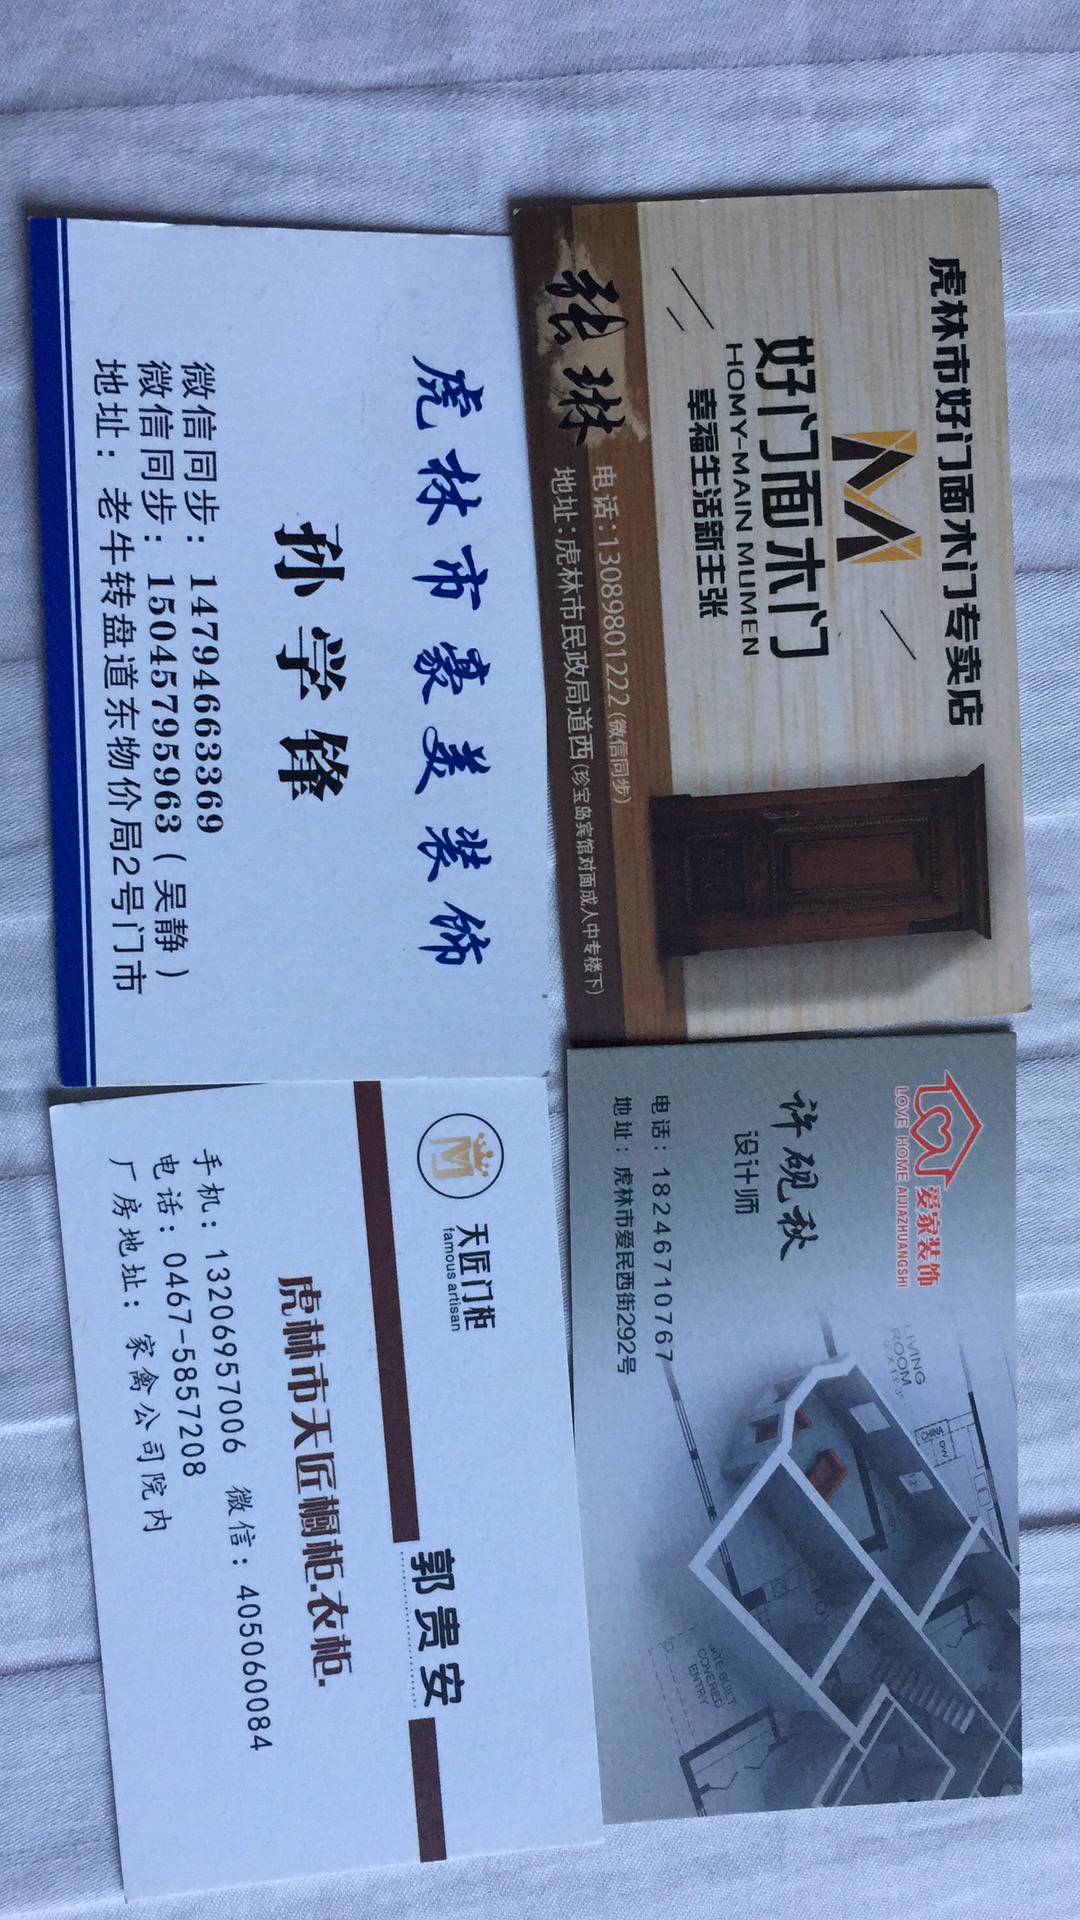 虎林市好门面木门专卖店
好门面木门
HOMY-MAIN MUMEN
幸福生活新主张
张琳
电话:13089801222(微信同步)
地址:虎林市民政局道西(珍宝岛宾馆对面成人中专楼下)
爱家装饰
LOVE HOME AIJIAZHUANGSHI
许砚秋
设计师
电话: 18246710767
地址: 虎林市爱民西街292号
LIVING
ROOM
DW
COVERED
ENTRY
虎林市豪美装饰
孙学锋
微信同步: 14794663369
微信同步: 15045795963 (吴静)
地址: 老牛转盘道东物价局2号门市
天匠门柜
famous artisan
郭贵安
虎林市天匠橱柜.衣柜.
手机: 13206957006 微信: 405060084
电话: 0467-5857208
厂房地址: 家禽公司院内